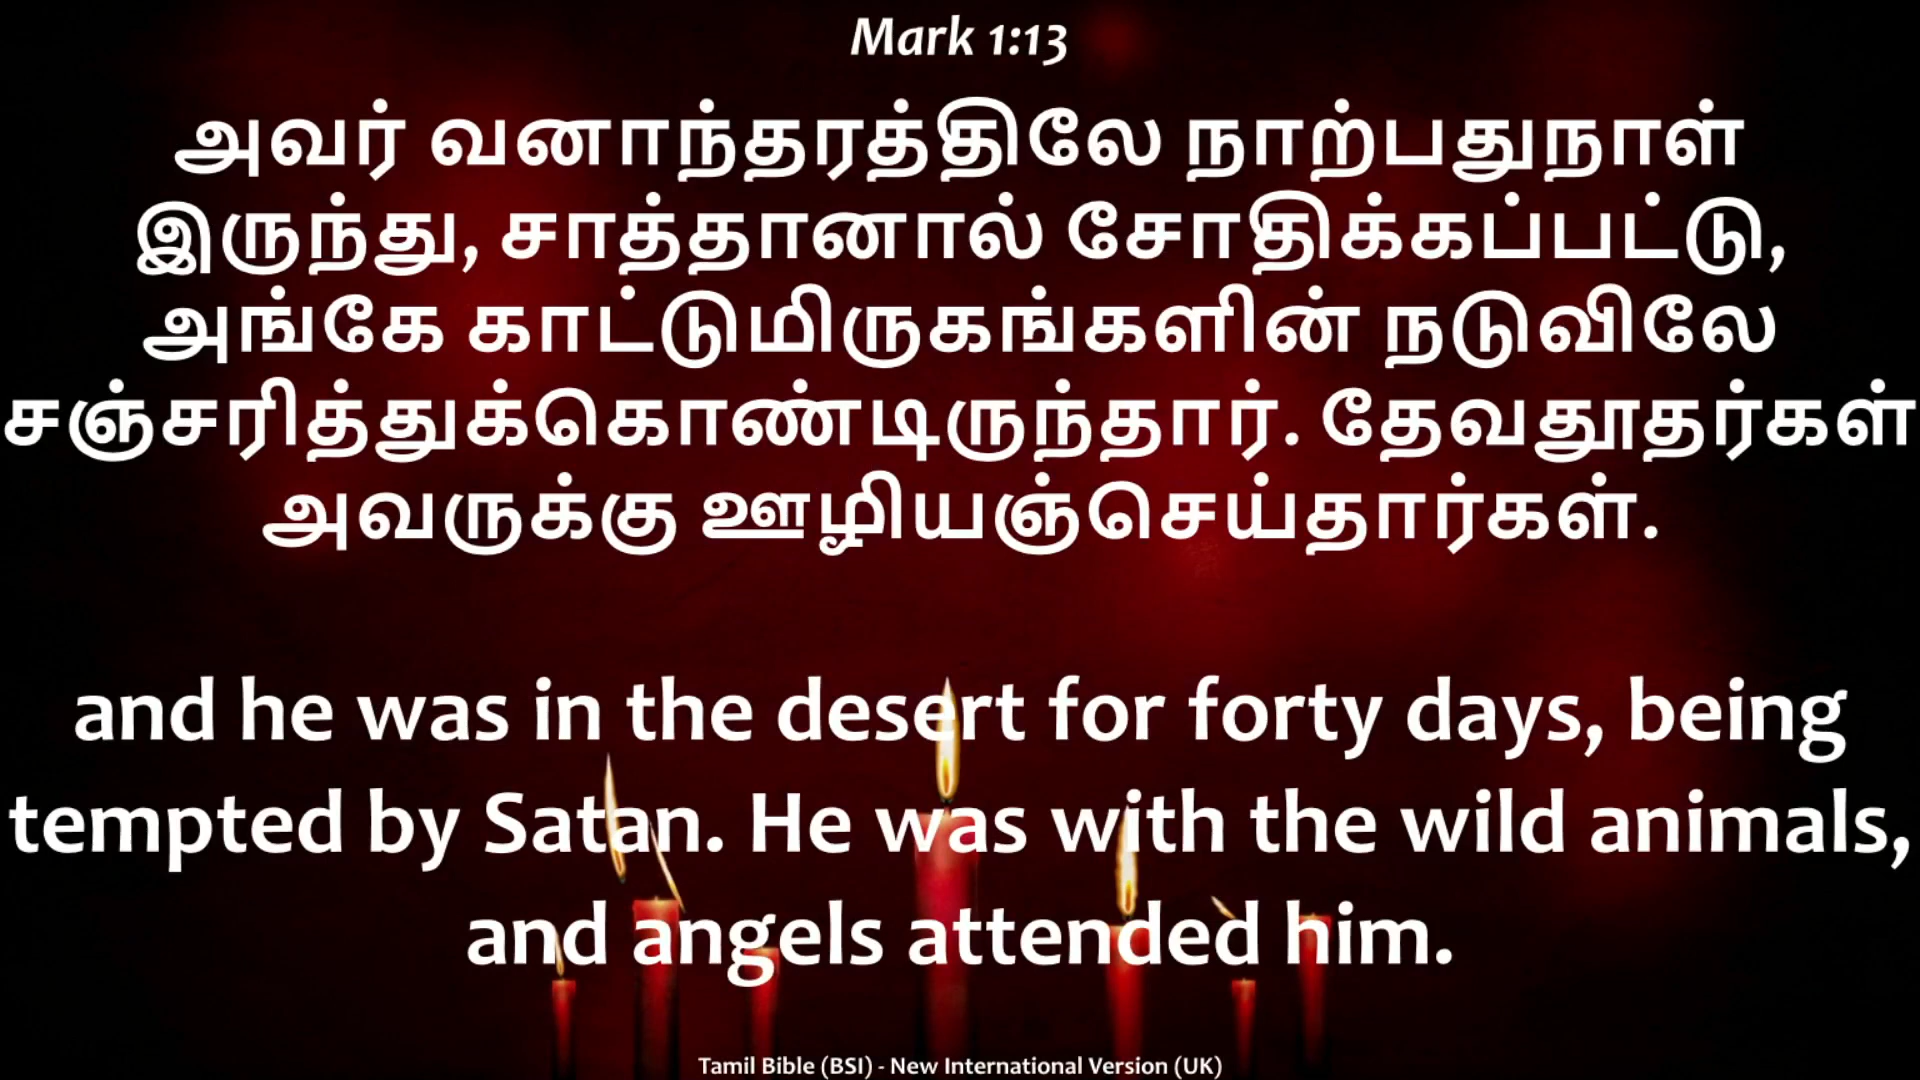 Mark 1:13
அவர் வனாந்தரத்திலே நாற்பதுநாள்
இருந்து, சாத்தானால் சோதிக்கப்பட்டு,
அங்கே காட்டுமிருகங்களின் நடுவிலே
சஞ்சரித்துக்கொண்டிருந்தார். தேவதூதர்கள்
அவருக்கு ஊழியஞ்செய்தார்கள்.
and he was in the desert for forty days, being
tempted by Satan. He was with the wild animals,
and angels attended him.
Tamil Bible (BSI) - New International Version (UK)